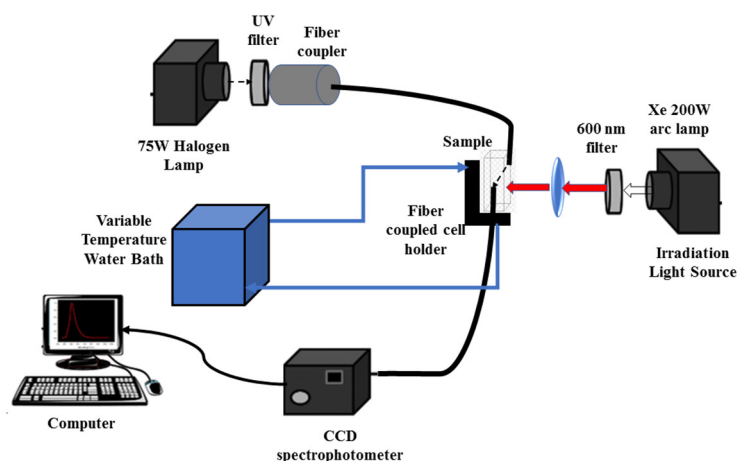 UV
filter
Fiber
coupler
75W Halogen
Lamp
Sample
Xe 200W
arc lamp
600 nm
filter
Fiber
coupled cell
holder
Irradiation
Light Source
Variable
Temperature
Water Bath
Computer
CCD
spectrophotometer